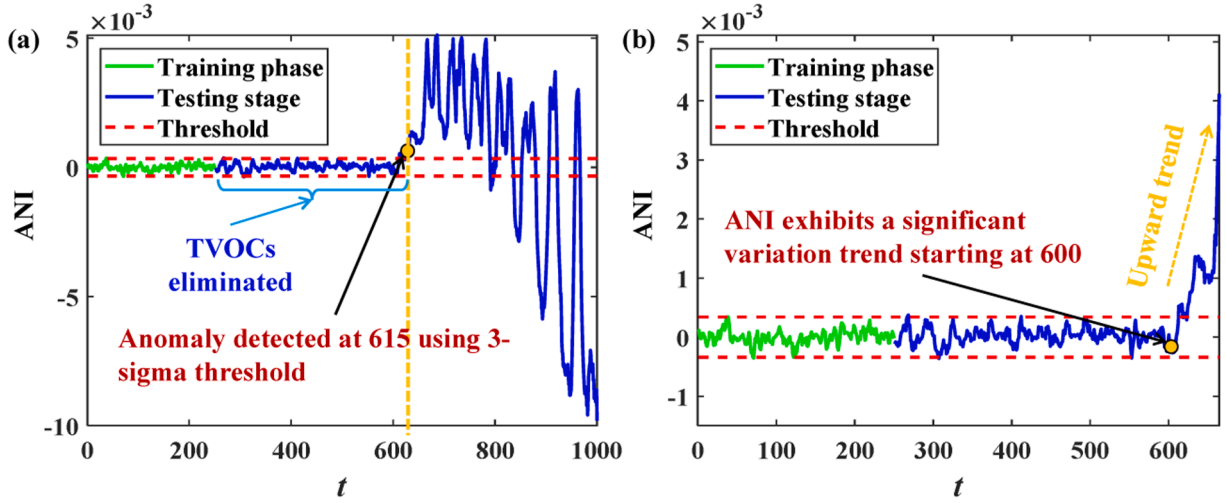 (a)
×10⁻³
5
0
-5
-10
ANI
Training phase
Testing stage
Threshold
TVOCs
eliminated
Anomaly detected at 615 using 3-
sigma threshold
0 200 400 600 800 1000
t
(b)
×10⁻³
5
4
3
2
1
0
-1
ANI
Training phase
Testing stage
Threshold
Upward trend
ANI exhibits a significant
variation trend starting at 600
0 100 200 300 400 500 600
t